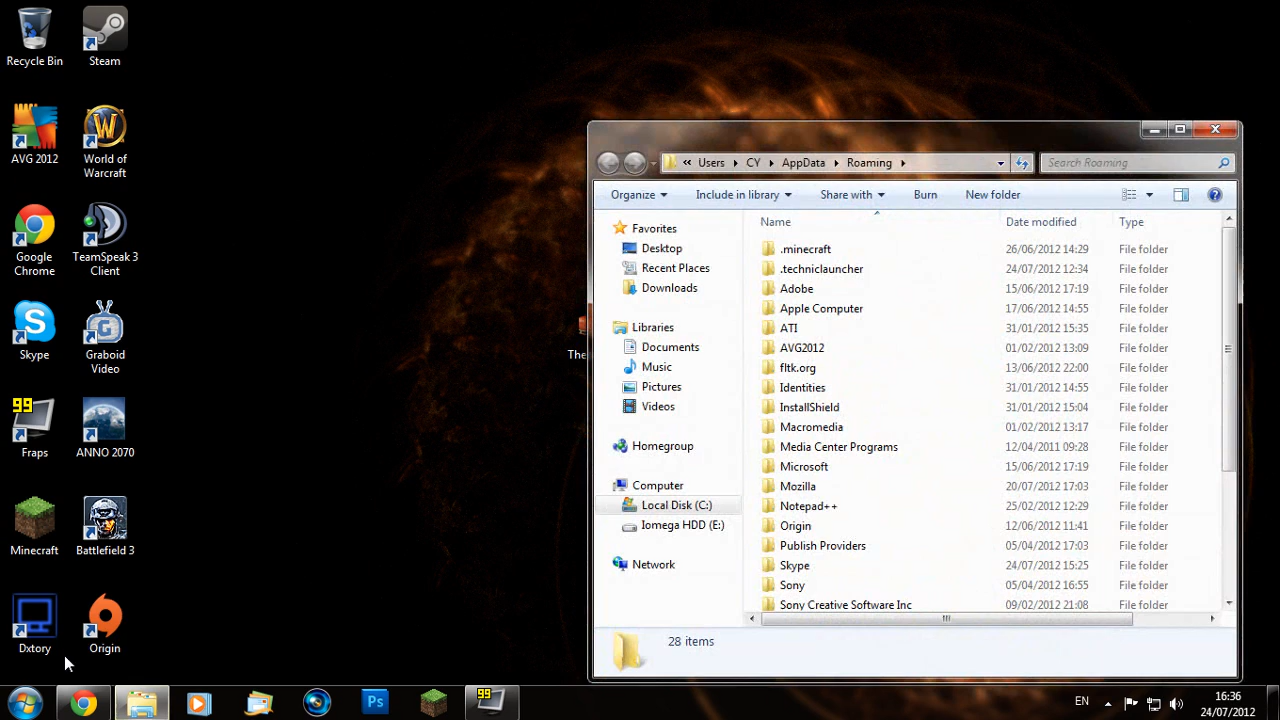 Recycle Bin
Steam
AVG 2012
World of
Warcraft
Google
Chrome
TeamSpeak 3
Client
Skype
Graboid
Video
99
Fraps
ANNO 2070
Minecraft
Battlefield 3
Dxtory
Origin
The
« Users CY AppData Roaming
Search Roaming
Organize Include in library Share with Burn New folder
Favorites
Desktop
Recent Places
Downloads
Libraries
Documents
Music
Pictures
Videos
Homegroup
Computer
Local Disk (C:)
Iomega HDD (E:)
Network
Name Date modified Type
.minecraft 26/06/2012 14:29 File folder
.techniclauncher 24/07/2012 12:34 File folder
Adobe 15/06/2012 17:19 File folder
Apple Computer 17/06/2012 14:55 File folder
ATI 31/01/2012 15:35 File folder
AVG2012 01/02/2012 13:09 File folder
fltk.org 13/06/2012 22:00 File folder
Identities 31/01/2012 14:55 File folder
InstallShield 31/01/2012 15:04 File folder
Macromedia 01/02/2012 13:17 File folder
Media Center Programs 12/04/2011 09:28 File folder
Microsoft 15/06/2012 17:19 File folder
Mozilla 20/07/2012 17:03 File folder
Notepad++ 25/02/2012 12:29 File folder
Origin 12/06/2012 11:41 File folder
Publish Providers 05/04/2012 17:03 File folder
Skype 24/07/2012 15:25 File folder
Sony 05/04/2012 16:55 File folder
Sony Creative Software Inc 09/02/2012 21:08 File folder
28 items
Ps
99
EN
16:36
24/07/2012